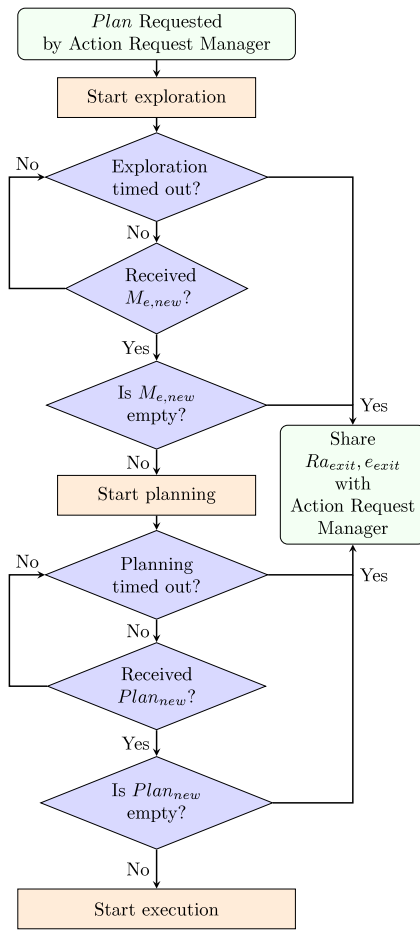 Plan Requested
by Action Request Manager
Start exploration
No
Exploration
timed out?
No
Received
M_{e,new}?
Yes
Is M_{e,new}
empty?
Yes
Share
Ra_{exit}, e_{exit}
with
Action Request
Manager
No
Start planning
No
Planning
timed out?
Yes
No
Received
Plan_{new}?
Yes
Is Plan_{new}
empty?
No
Start execution